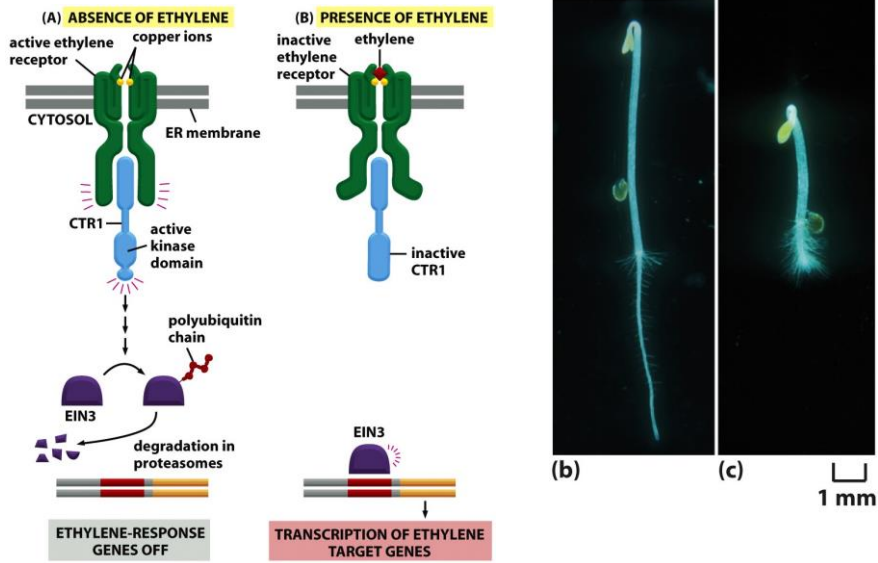 (A) ABSENCE OF ETHYLENE
active ethylene
receptor
copper ions
CYTOSOL
ER membrane
CTR1
active
kinase
domain
polyubiquitin
chain
EIN3
degradation in
proteasomes
ETHYLENE-RESPONSE
GENES OFF
(B) PRESENCE OF ETHYLENE
inactive
ethylene
receptor
ethylene
inactive
CTR1
EIN3
TRANSCRIPTION OF ETHYLENE
TARGET GENES
(b)
(c)
1 mm